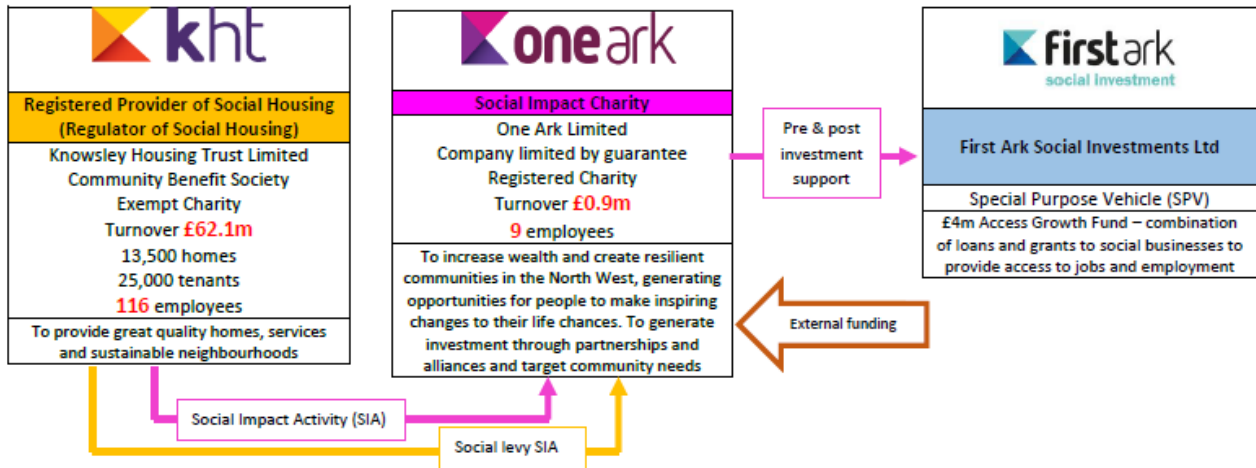 kht
Registered Provider of Social Housing
(Regulator of Social Housing)
Knowsley Housing Trust Limited
Community Benefit Society
Exempt Charity
Turnover £62.1m
13,500 homes
25,000 tenants
116 employees
To provide great quality homes, services
and sustainable neighbourhoods
one ark
Social Impact Charity
One Ark Limited
Company limited by guarantee
Registered Charity
Turnover £0.9m
9 employees
To increase wealth and create resilient
communities in the North West, generating
opportunities for people to make inspiring
changes to their life chances. To generate
investment through partnerships and
alliances and target community needs
Pre & post
investment
support
firstark
social investment
First Ark Social Investments Ltd
Special Purpose Vehicle (SPV)
£4m Access Growth Fund – combination
of loans and grants to social businesses to
provide access to jobs and employment
External funding
Social Impact Activity (SIA)
Social levy SIA